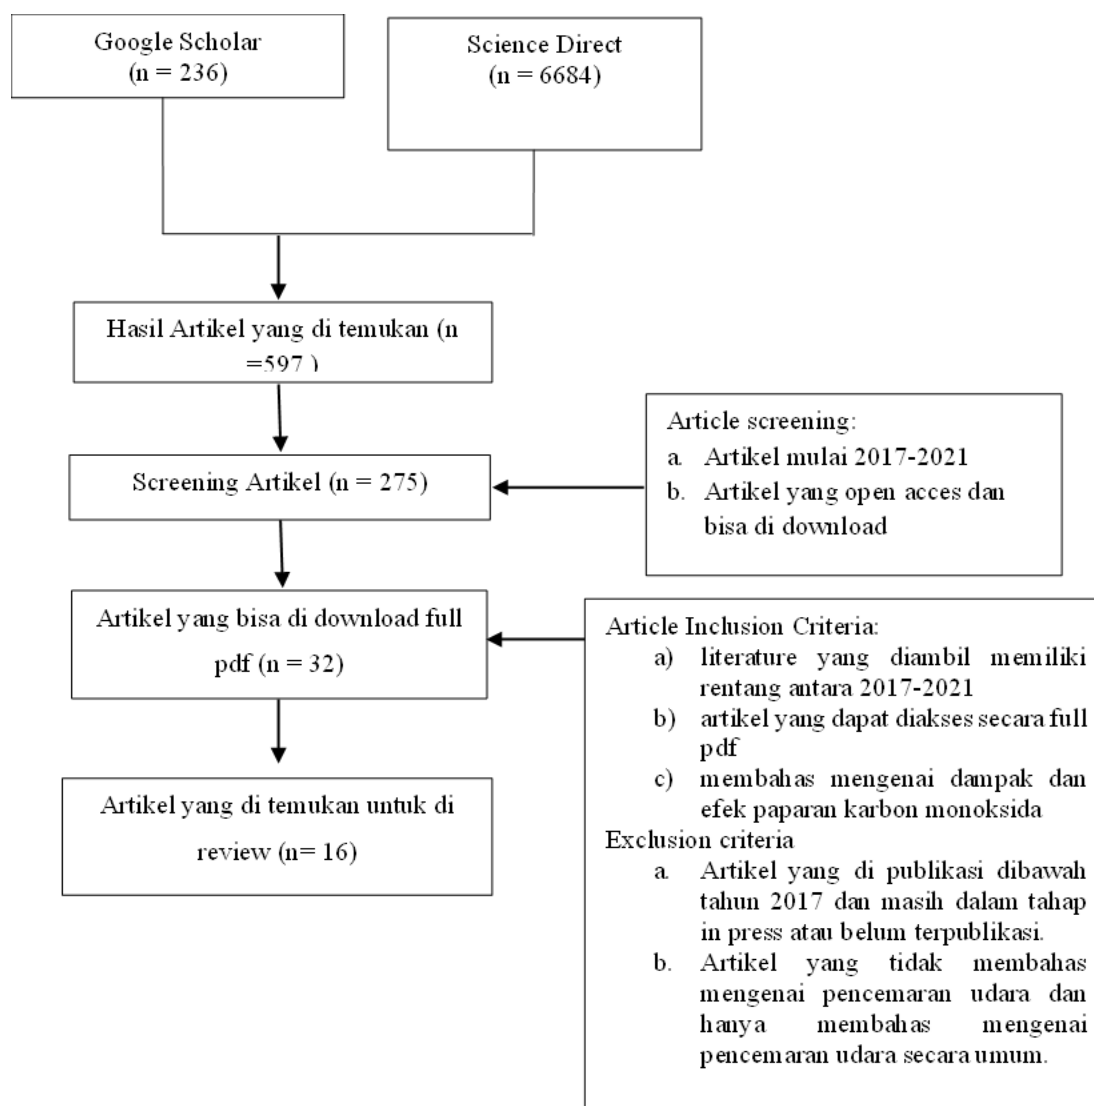 Google Scholar
(n = 236)
Science Direct
(n = 6684)
Hasil Artikel yang di temukan (n
=597 )
Screening Artikel (n = 275)
Article screening:
a. Artikel mulai 2017-2021
b. Artikel yang open acces dan
bisa di download
Artikel yang bisa di download full
pdf (n = 32)
Article Inclusion Criteria:
a) literature yang diambil memiliki
rentang antara 2017-2021
b) artikel yang dapat diakses secara full
pdf
c) membahas mengenai dampak dan
efek paparan karbon monoksida
Exclusion criteria
a. Artikel yang di publikasi dibawah
tahun 2017 dan masih dalam tahap
in press atau belum terpublikasi.
b. Artikel yang tidak membahas
mengenai pencemaran udara dan
hanya membahas mengenai
pencemaran udara secara umum.
Artikel yang di temukan untuk di
review (n= 16)